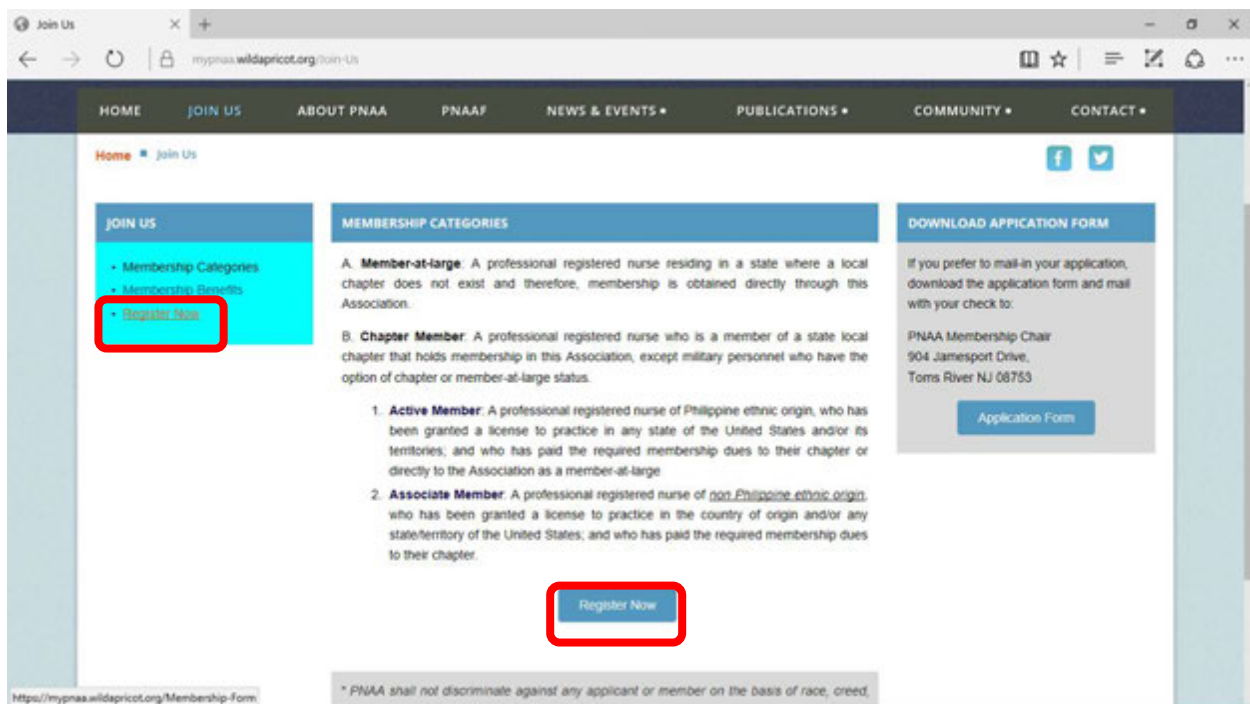 Join Us
mypnaa.wildapricot.org/Join-Us
HOME JOIN US ABOUT PNAA PNAAF NEWS & EVENTS PUBLICATIONS COMMUNITY CONTACT
Home Join Us
JOIN US
• Membership Categories
• Membership Benefits
• Register Now
MEMBERSHIP CATEGORIES
A. Member-at-large: A professional registered nurse residing in a state where a local
chapter does not exist and therefore, membership is obtained directly through this
Association.
B. Chapter Member: A professional registered nurse who is a member of a state local
chapter that holds membership in this Association, except military personnel who have the
option of chapter or member-at-large status.
1. Active Member: A professional registered nurse of Philippine ethnic origin, who has
been granted a license to practice in any state of the United States and/or its
territories; and who has paid the required membership dues to their chapter or
directly to the Association as a member-at-large
2. Associate Member: A professional registered nurse of non Philippine ethnic origin,
who has been granted a license to practice in the country of origin and/or any
state/territory of the United States; and who has paid the required membership dues
to their chapter.
Register Now
* PNAA shall not discriminate against any applicant or member on the basis of race, creed,
DOWNLOAD APPICATION FORM
If you prefer to mail-in your application,
download the application form and mail
with your check to:
PNAA Membership Chair
904 Jamesport Drive,
Toms River NJ 08753
Application Form
https://mypnaa.wildapricot.org/Membership-Form